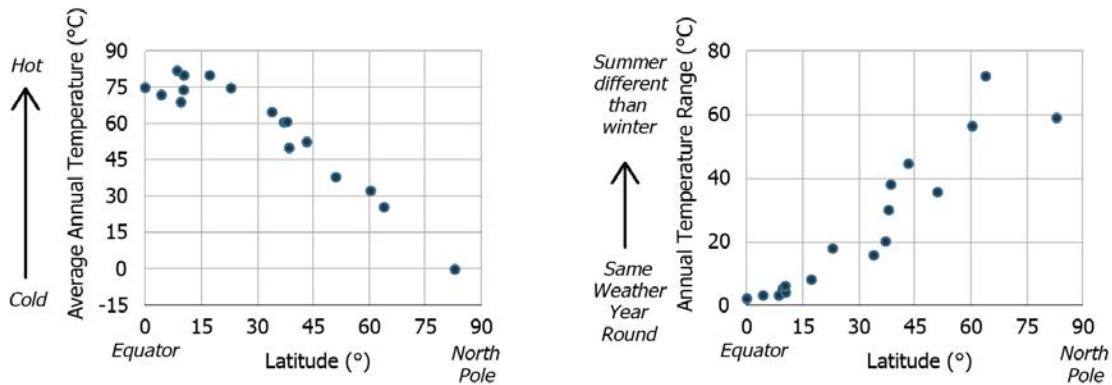 Hot
Cold
Average Annual Temperature (°C)
90
75
60
45
30
15
0
-15
0 15 30 45 60 75 90
Equator
Latitude (°)
North
Pole
Summer
different
than
winter
Same
Weather
Year
Round
Annual Temperature Range (°C)
80
60
40
20
0
0 15 30 45 60 75 90
Equator
Latitude (°)
North
Pole